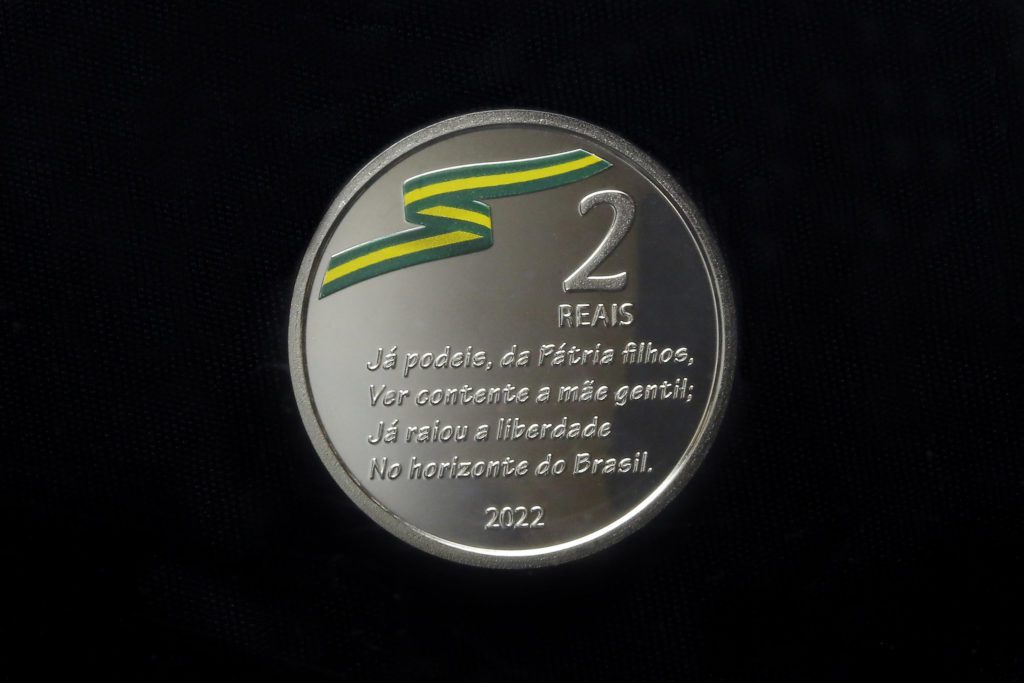 2
REAIS
Já podeis, da Pátria filhos,
Ver contente a mãe gentil;
Já raiou a liberdade
No horizonte do Brasil.
2022